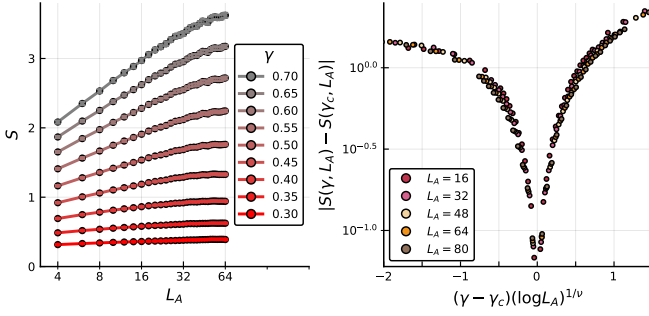 S
3
2
1
0
4
8
16
32
64
L_A
γ
0.70
0.65
0.60
0.55
0.50
0.45
0.40
0.35
0.30
|S(γ, L_A) − S(γ_c, L_A)|
10^0.0
10^−0.5
10^−1.0
L_A = 16
L_A = 32
L_A = 48
L_A = 64
L_A = 80
−2
−1
0
1
(γ − γ_c)(logL_A)^1/ν